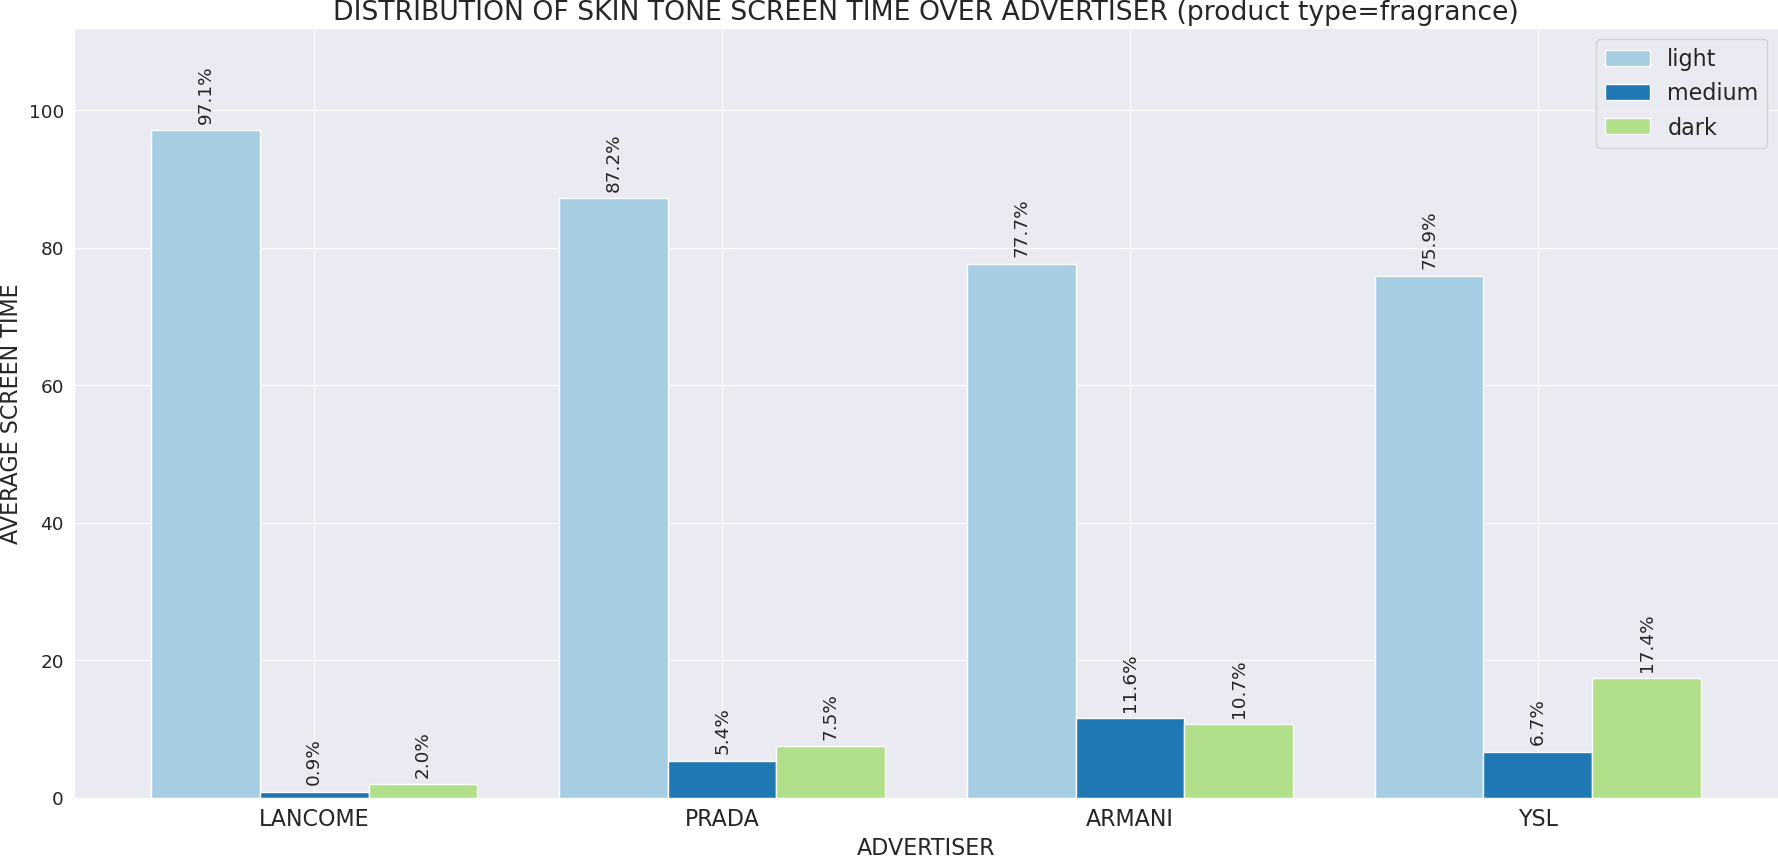 DISTRIBUTION OF SKIN TONE SCREEN TIME OVER ADVERTISER (product type=fragrance)
light
medium
dark
AVERAGE SCREEN TIME
100
80
60
40
20
0
97.1%
0.9%
2.0%
87.2%
5.4%
7.5%
77.7%
11.6%
10.7%
75.9%
6.7%
17.4%
LANCOME
PRADA
ARMANI
YSL
ADVERTISER